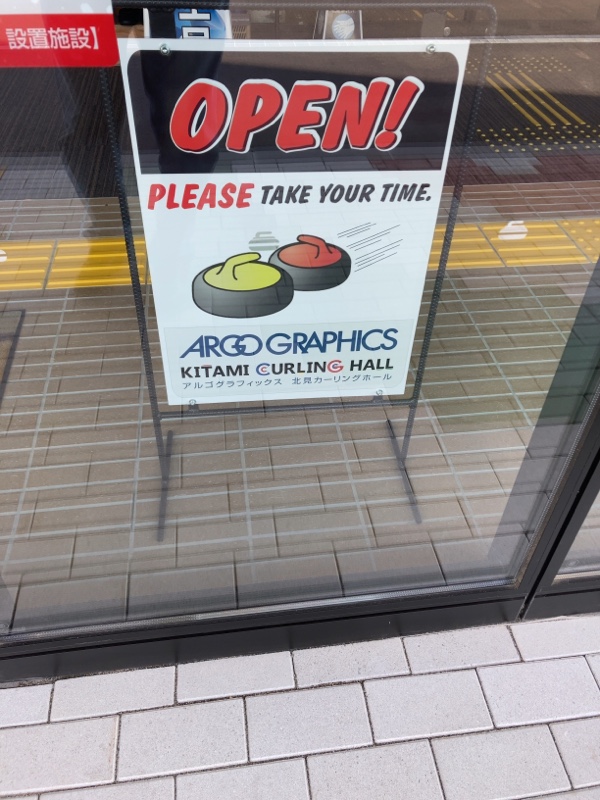 設置施設】
OPEN!
PLEASE TAKE YOUR TIME.
ARGO GRAPHICS
KITAMI CURLING HALL
アルゴグラフィックス 北見カーリングホール